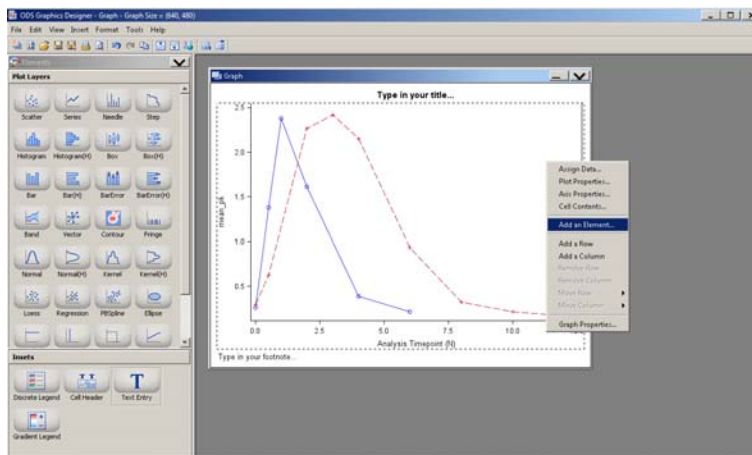 ODS Graphics Designer - Graph - Graph Size = (640, 480)
File Edit View Insert Format Tools Help
Elements
Plot Layers
Scatter Series Needle Step
Histogram Histogram(H) Box Box(H)
Bar Bar(H) BarError BarError(H)
Band Vector Contour Fringe
Normal Normal(H) Kernel Kernel(H)
Loess Regression PBSpline Ellipse
Insets
Discrete Legend Cell Header Text Entry
Gradient Legend
Graph
Type in your title...
2.5
2.0
1.5
1.0
0.5
mean_pk
0.0 2.5 5.0 7.5 10.0
Analysis Timepoint (N)
Type in your footnote...
Assign Data...
Plot Properties...
Axis Properties...
Cell Contents...
Add an Element...
Add a Row
Add a Column
Remove Row
Remove Column
Move Row
Move Column
Graph Properties...